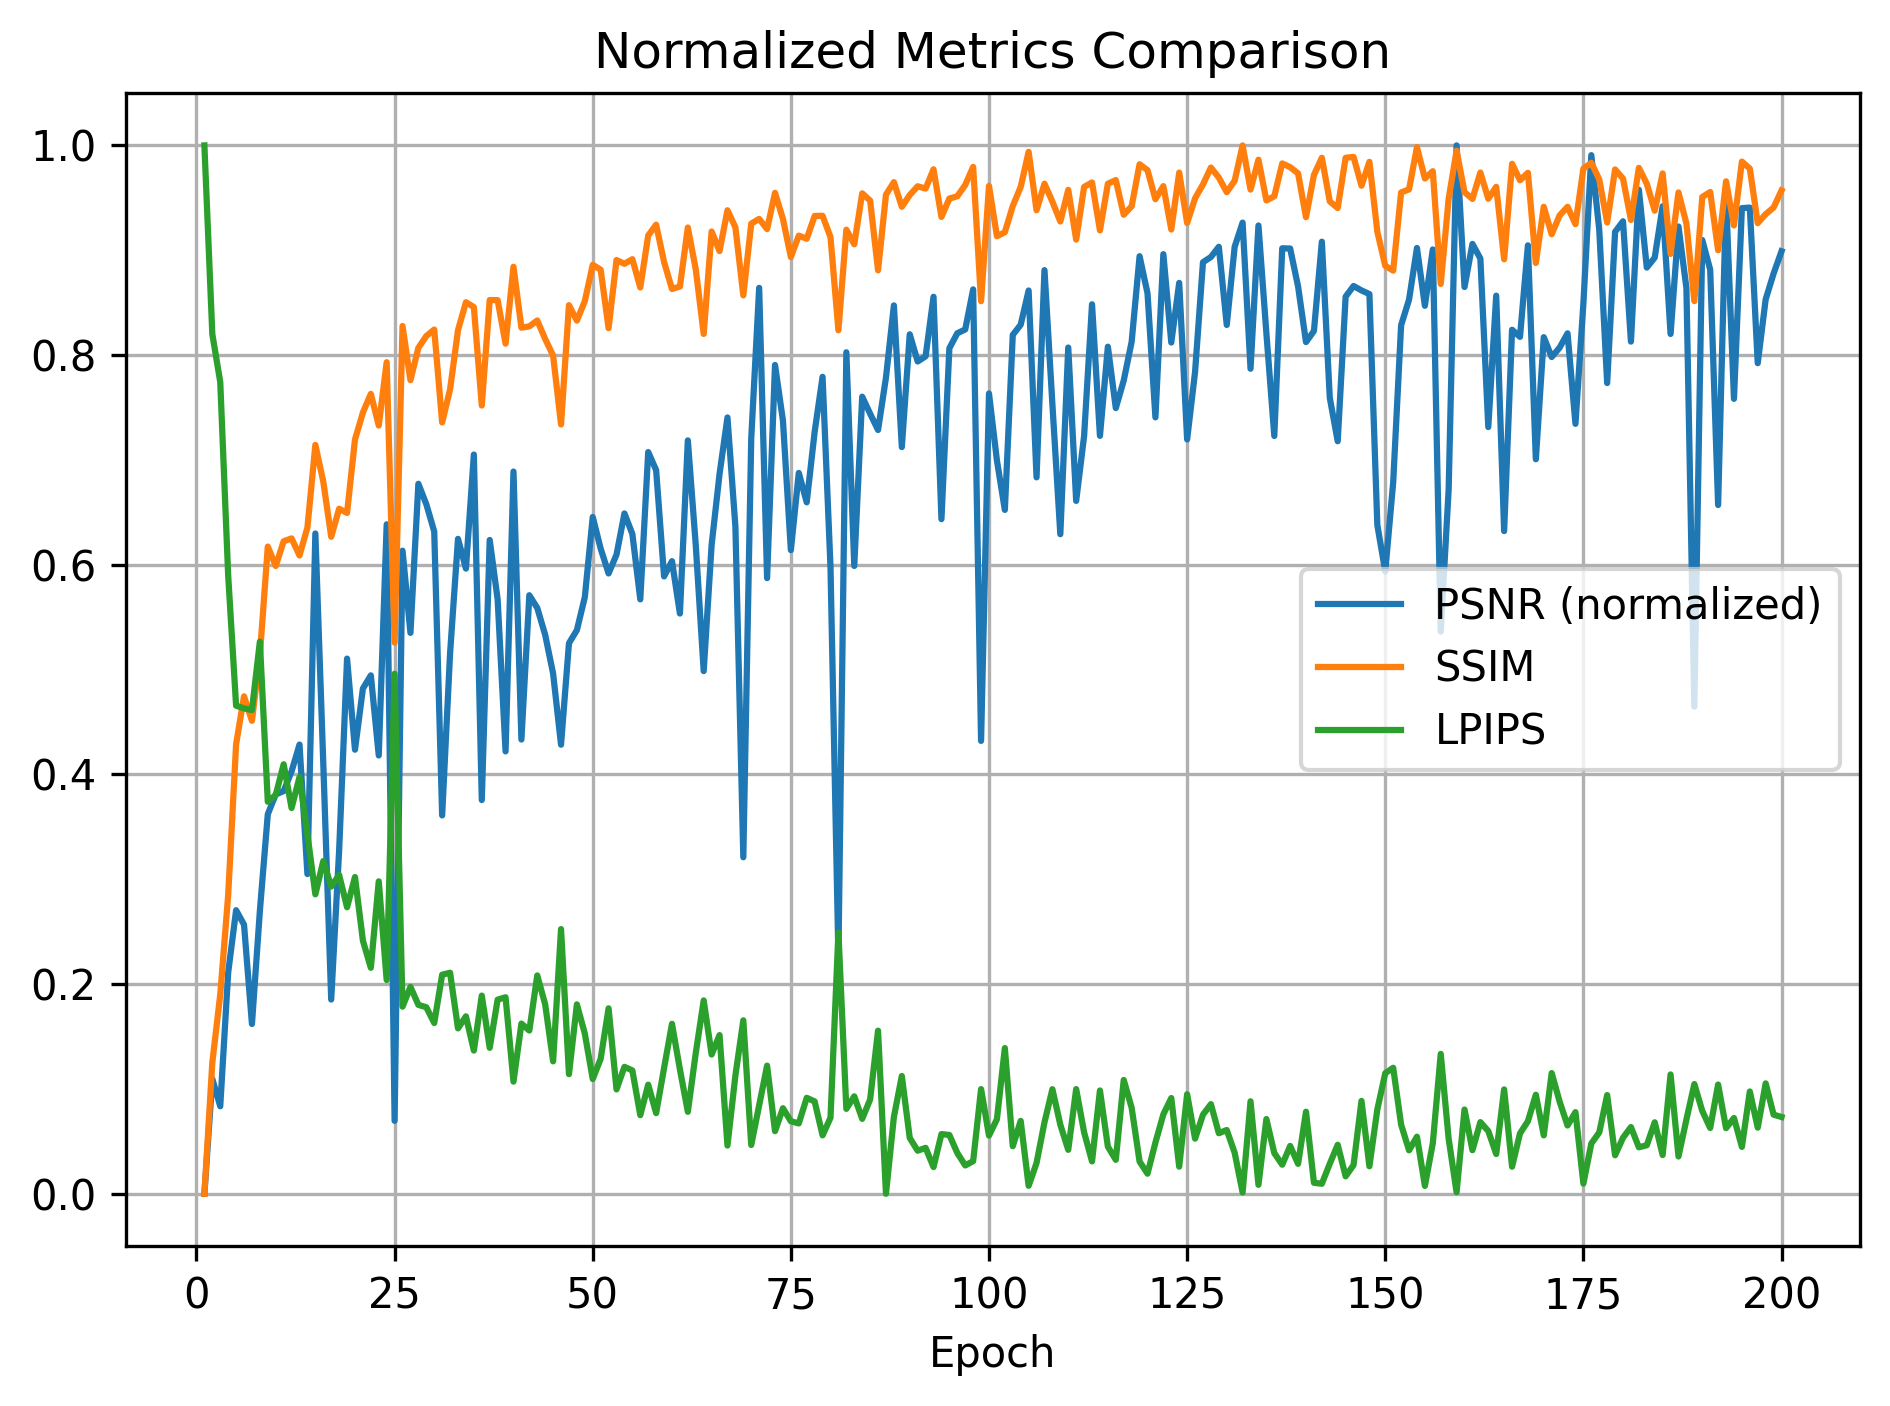 Normalized Metrics Comparison
1.0
0.8
0.6
0.4
0.2
0.0
PSNR (normalized)
SSIM
LPIPS
0 25 50 75 100 125 150 175 200
Epoch